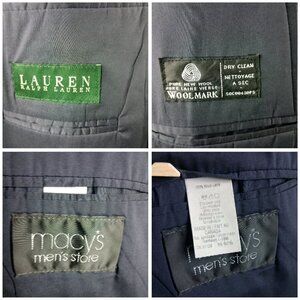 LAUREN
RALPH LAUREN
PURE NEW WOOL
PURE LAINE VIERGE
WOOLMARK
DRY CLEAN
NETTOYAGE
A SEC
macy's
men's store
CANADA
macy's
men's store